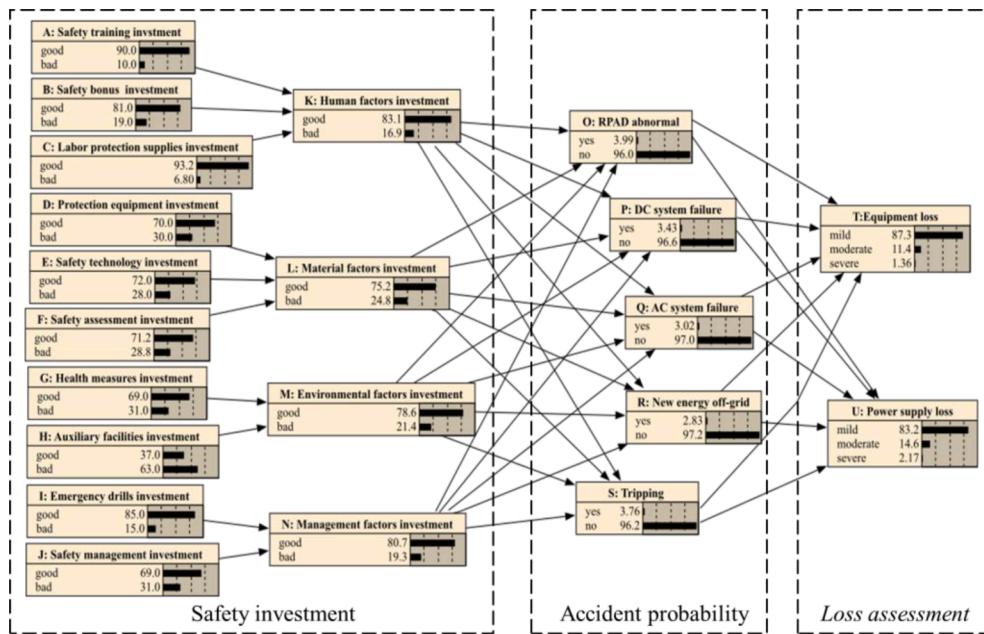 A: Safety training invstment
good 90.0
bad 10.0
B: Safety bonus investment
good 81.0
bad 19.0
C: Labor protection supplies investment
good 93.2
bad 6.80
D: Protection equipment investment
good 70.0
bad 30.0
E: Safety technology investment
good 72.0
bad 28.0
F: Safety assessment investment
good 71.2
bad 28.8
G: Health measures investment
good 69.0
bad 31.0
H: Auxiliary facilities investment
good 37.0
bad 63.0
I: Emergency drills investment
good 85.0
bad 15.0
J: Safety management investment
good 69.0
bad 31.0
K: Human factors investment
good 83.1
bad 16.9
L: Material factors investment
good 75.2
bad 24.8
M: Environmental factors investment
good 78.6
bad 21.4
N: Management factors investment
good 80.7
bad 19.3
Safety investment
O: RPAD abnormal
yes 3.99
no 96.0
P: DC system failure
yes 3.43
no 96.6
Q: AC system failure
yes 3.02
no 97.0
R: New energy off-grid
yes 2.83
no 97.2
S: Tripping
yes 3.76
no 96.2
Accident probability
T:Equipment loss
mild 87.3
moderate 11.4
severe 1.36
U: Power supply loss
mild 83.2
moderate 14.6
severe 2.17
Loss assessment